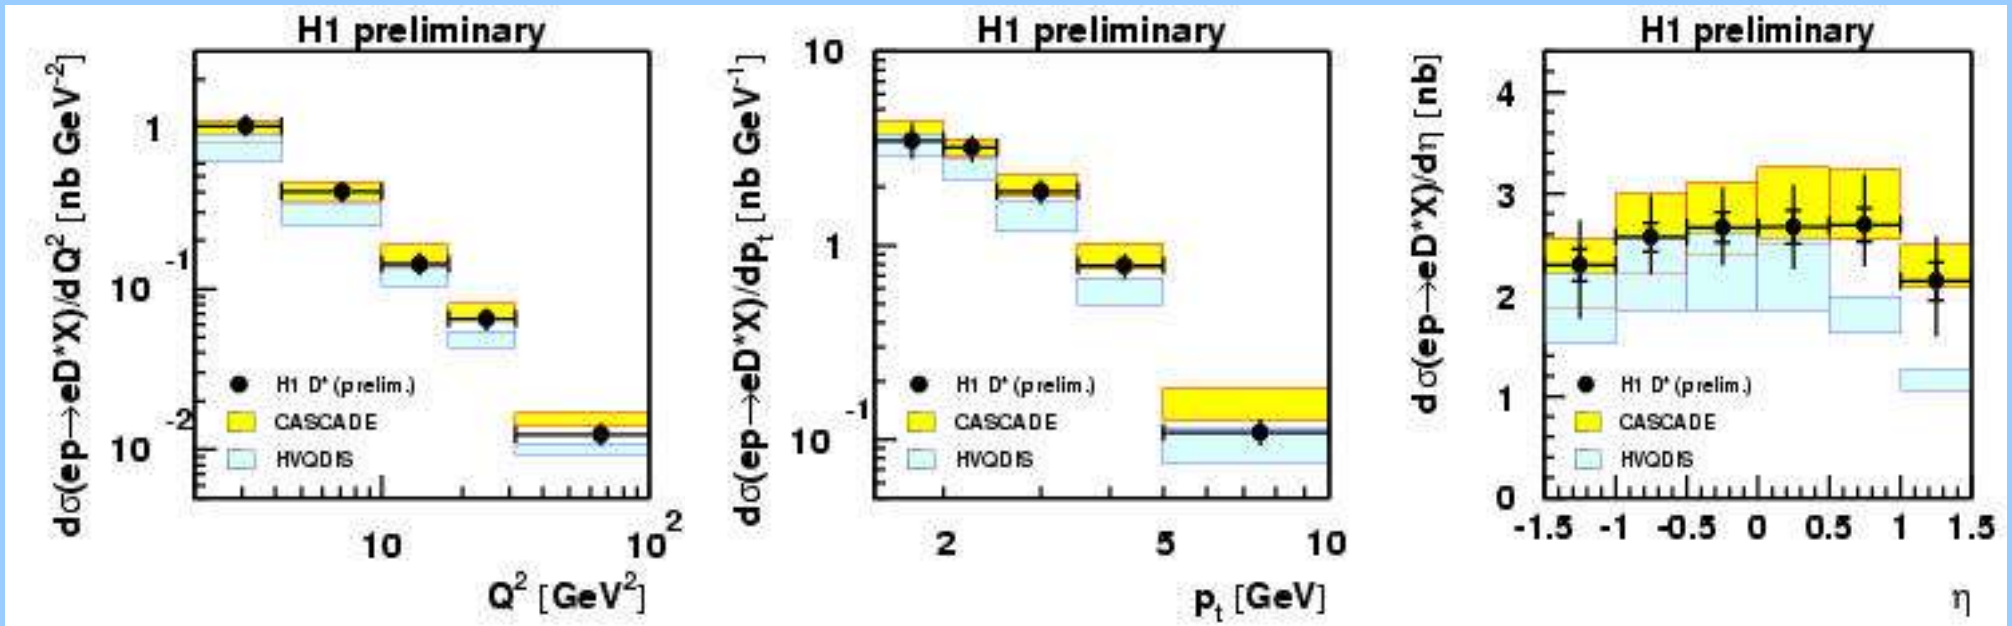 H1 preliminary
dσ(ep→eD*X)/dQ² [nb GeV⁻²]
1
10⁻¹
10⁻²
H1 D* (prelim.)
CASCADE
HVQDIS
10 10²
Q² [GeV²]
H1 preliminary
dσ(ep→eD*X)/dpₜ [nb GeV⁻¹]
10
1
10⁻¹
H1 D* (prelim.)
CASCADE
HVQDIS
2 5 10
pₜ [GeV]
H1 preliminary
dσ(ep→eD*X)/dη [nb]
4
3
2
1
0
H1 D* (prelim.)
CASCADE
HVQDIS
-1.5 -1 -0.5 0 0.5 1 1.5
η